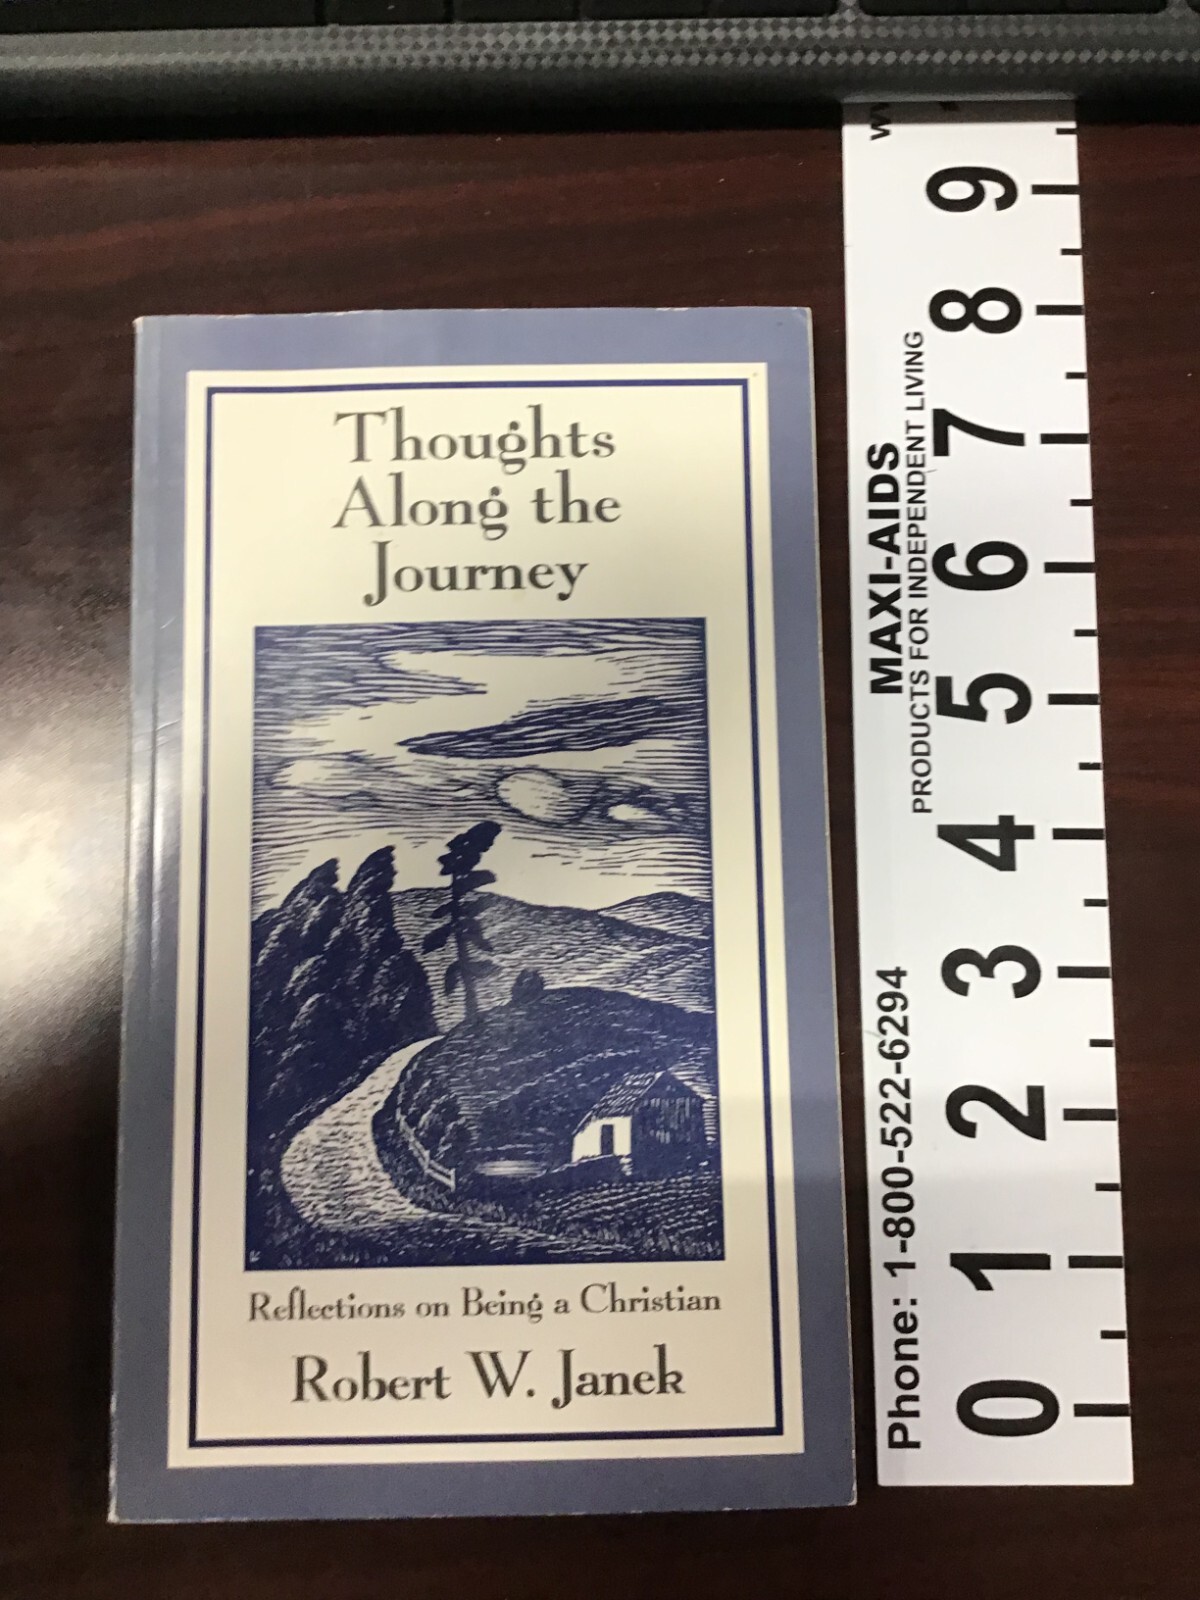 Thoughts
Along the
Journey
Reflections on Being a Christian
Robert W. Janek
MAXI-AIDS
PRODUCTS FOR INDEPENDENT LIVING
Phone: 1-800-522-6294
0 1 2 3 4 5 6 7 8 9